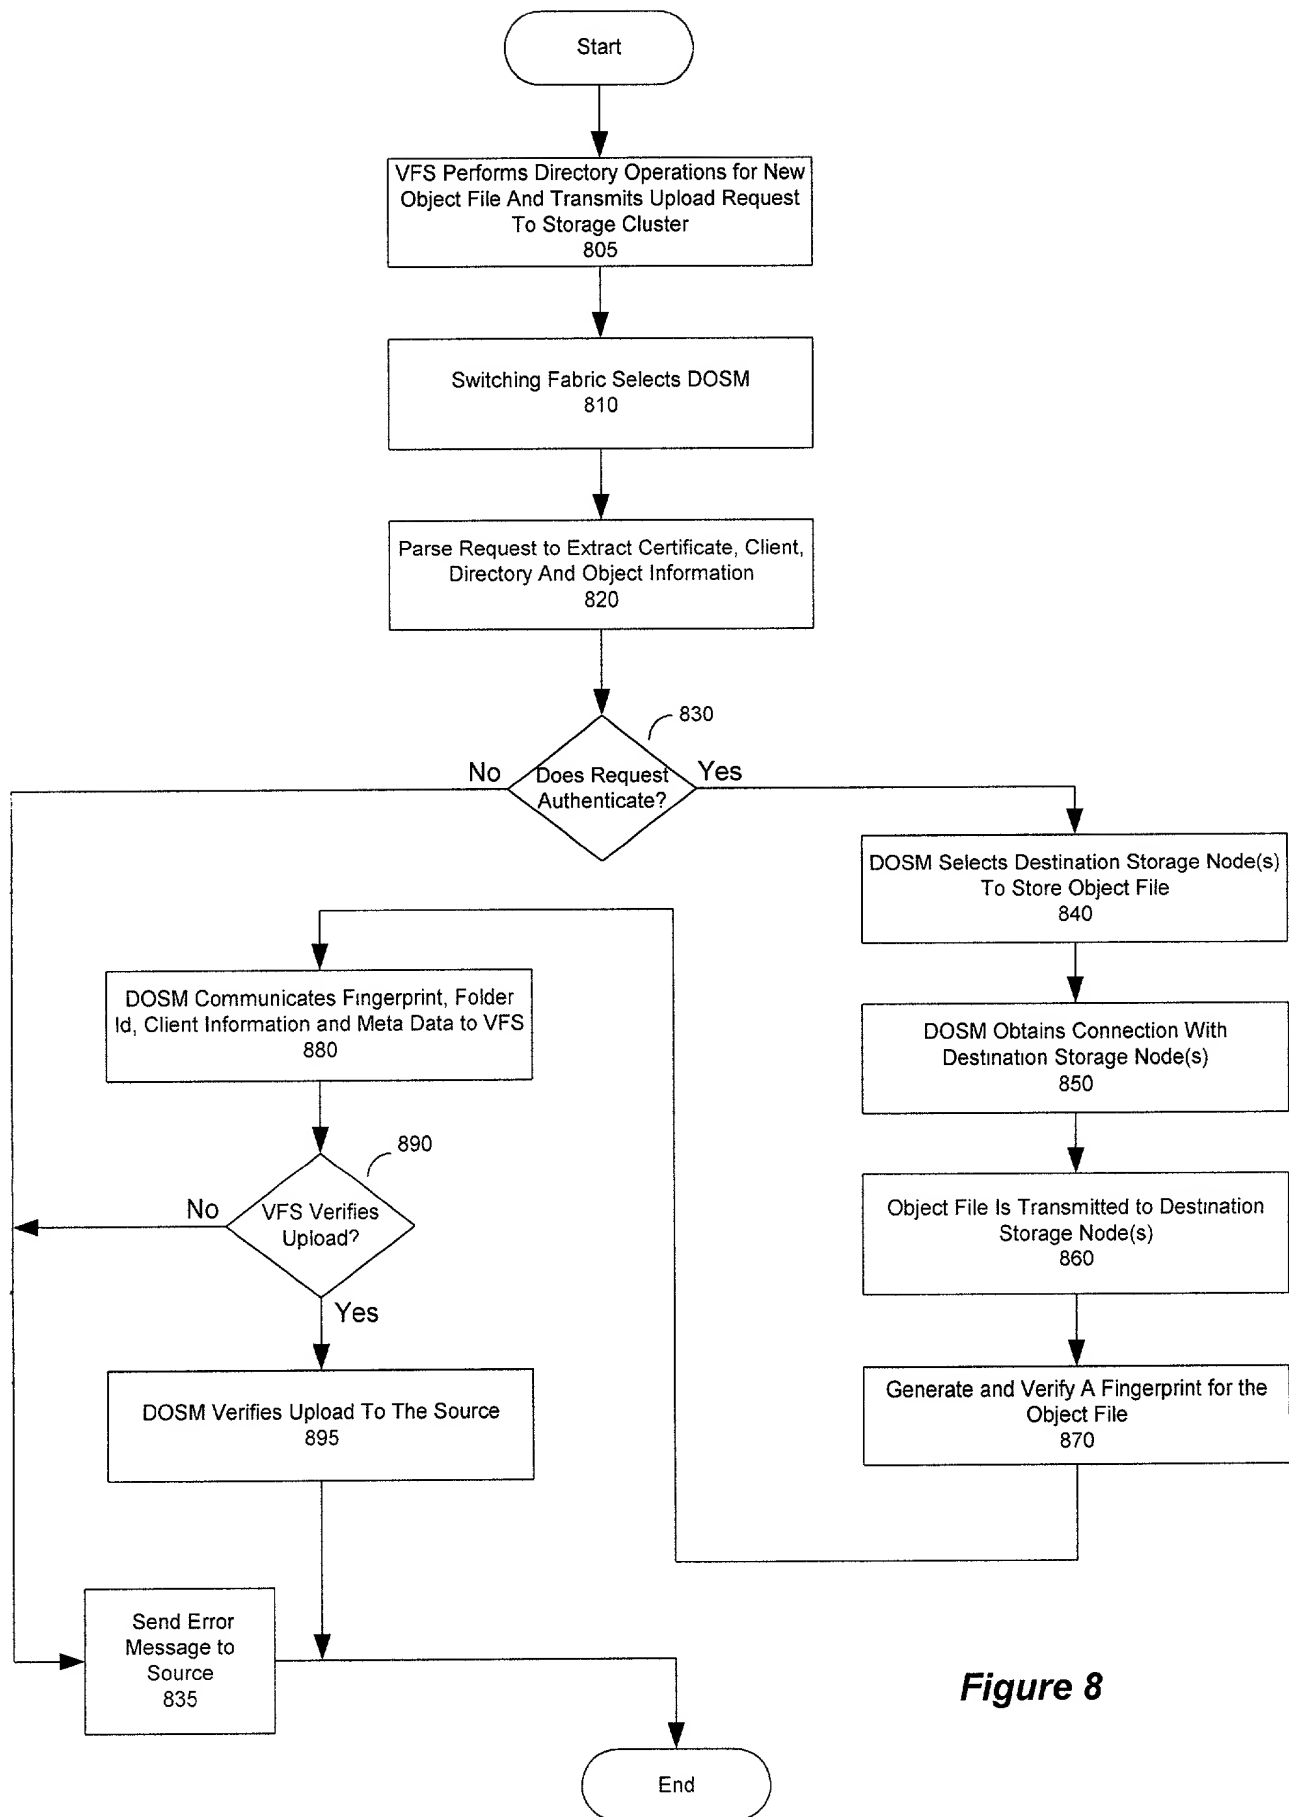 Start
VFS Performs Directory Operations for New
Object File And Transmits Upload Request
To Storage Cluster
805
Switching Fabric Selects DOSM
810
Parse Request to Extract Certificate, Client,
Directory And Object Information
820
830
No
Does Request
Authenticate?
Yes
DOSM Selects Destination Storage Node(s)
To Store Object File
840
DOSM Obtains Connection With
Destination Storage Node(s)
850
Object File Is Transmitted to Destination
Storage Node(s)
860
Generate and Verify A Fingerprint for the
Object File
870
DOSM Communicates Fingerprint, Folder
Id, Client Information and Meta Data to VFS
880
890
No
VFS Verifies
Upload?
Yes
DOSM Verifies Upload To The Source
895
Send Error
Message to
Source
835
Figure 8
End